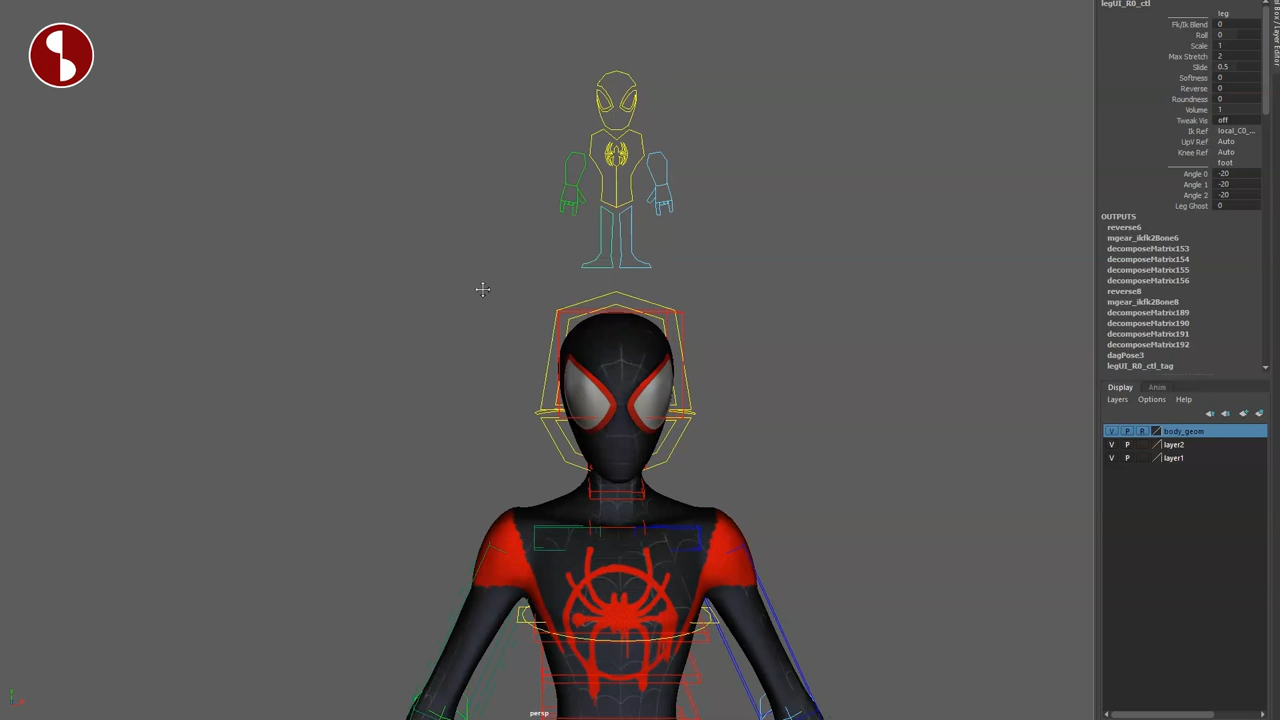 legUI_R0_ctl
leg
Fk/Ik Blend 0
Roll 0
Scale 1
Max Stretch 2
Slide 0.5
Softness 0
Reverse 0
Roundness 0
Volume 1
Tweak Vis off
Ik Ref local_C0_...
UpV Ref Auto
Knee Ref Auto
foot
Angle 0 -20
Angle 1 -20
Angle 2 -20
Leg Ghost 0
OUTPUTS
reverse6
mgear_ikfk2Bone6
decomposeMatrix153
decomposeMatrix154
decomposeMatrix155
decomposeMatrix156
reverse8
mgear_ikfk2Bone8
decomposeMatrix189
decomposeMatrix190
decomposeMatrix191
decomposeMatrix192
dagPose3
legUI_R0_ctl_tag
Display Anim
Layers Options Help
V P R body_geom
V P layer2
V P layer1
Box / Layer Editor
persp